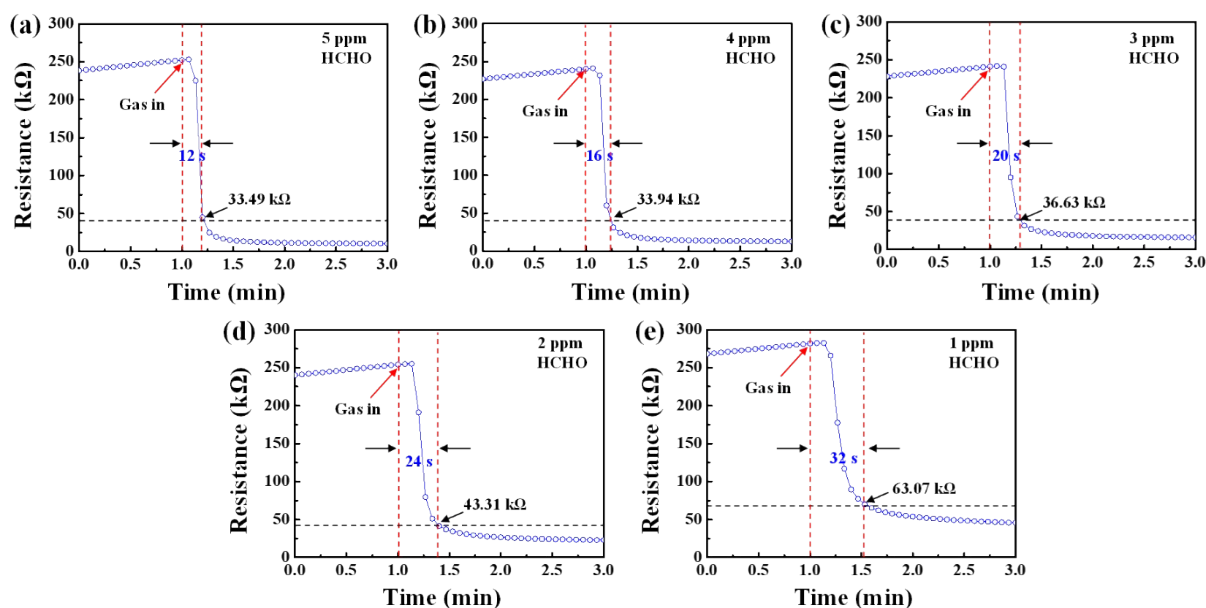 (a)
5 ppm
HCHO
Gas in
12 s
33.49 kΩ
Resistance (kΩ)
300
250
200
150
100
50
0
0.0 0.5 1.0 1.5 2.0 2.5 3.0
Time (min)
(b)
4 ppm
HCHO
Gas in
16 s
33.94 kΩ
Resistance (kΩ)
300
250
200
150
100
50
0
0.0 0.5 1.0 1.5 2.0 2.5 3.0
Time (min)
(c)
3 ppm
HCHO
Gas in
20 s
36.63 kΩ
Resistance (kΩ)
300
250
200
150
100
50
0
0.0 0.5 1.0 1.5 2.0 2.5 3.0
Time (min)
(d)
2 ppm
HCHO
Gas in
24 s
43.31 kΩ
Resistance (kΩ)
300
250
200
150
100
50
0
0.0 0.5 1.0 1.5 2.0 2.5 3.0
Time (min)
(e)
1 ppm
HCHO
Gas in
32 s
63.07 kΩ
Resistance (kΩ)
300
250
200
150
100
50
0
0.0 0.5 1.0 1.5 2.0 2.5 3.0
Time (min)